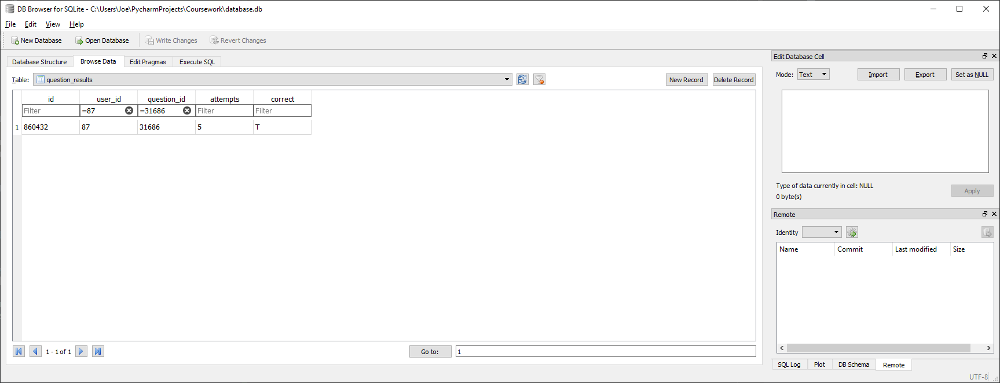 DB Browser for SQLite - C:\Users\Joe\PycharmProjects\Coursework\database.db
File Edit View Help
New Database Open Database Write Changes Revert Changes
Database Structure Browse Data Edit Pragmas Execute SQL
Table: question_results New Record Delete Record
id user_id question_id attempts correct
Filter =87 =31686 Filter Filter
1 860432 87 31686 5 T
1 - 1 of 1 Go to: 1
Edit Database Cell
Mode: Text Import Export Set as NULL
Type of data currently in cell: NULL
0 byte(s)
Apply
Remote
Identity
Name Commit Last modified Size
SQL Log Plot DB Schema Remote
UTF-8